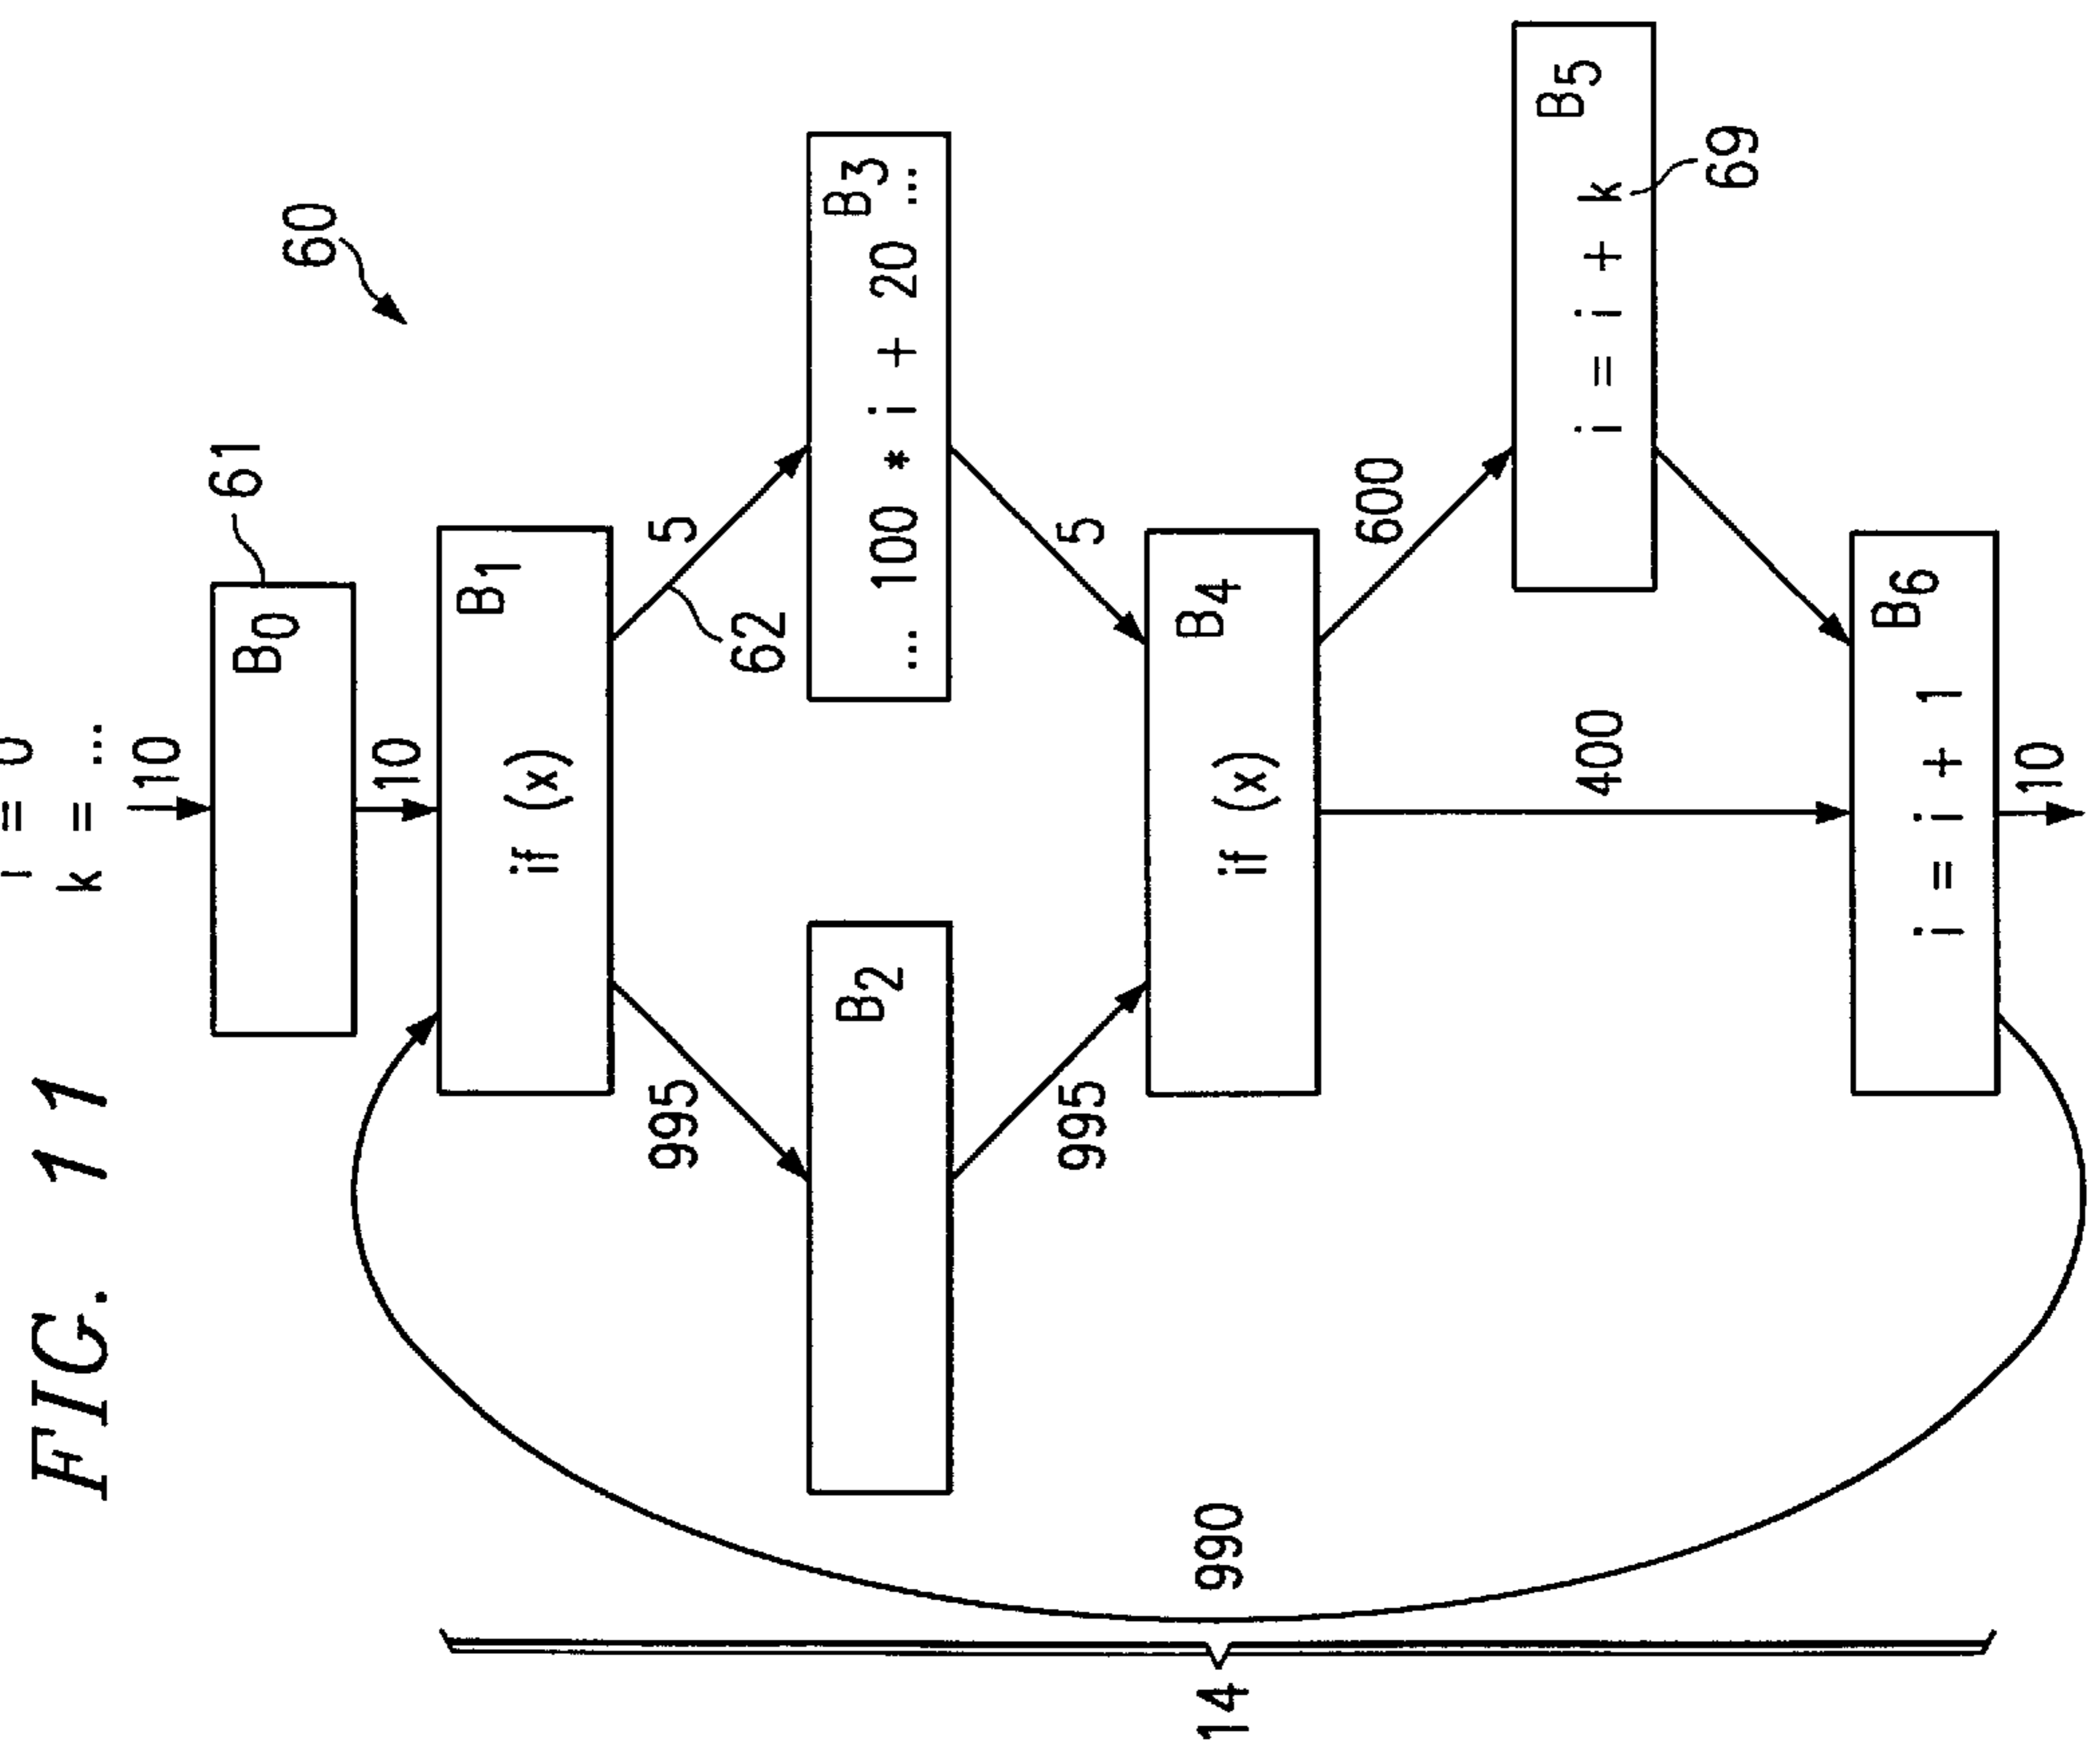 FIG. 11
i = 0
k = ...
10
B0
61
10
60
B1
if (x)
995
5
62
B2
B3
... 100 * i + 20 ...
995
5
B4
if (x)
990
14
400
600
B5
i = i + k
69
B6
i = i + 1
10